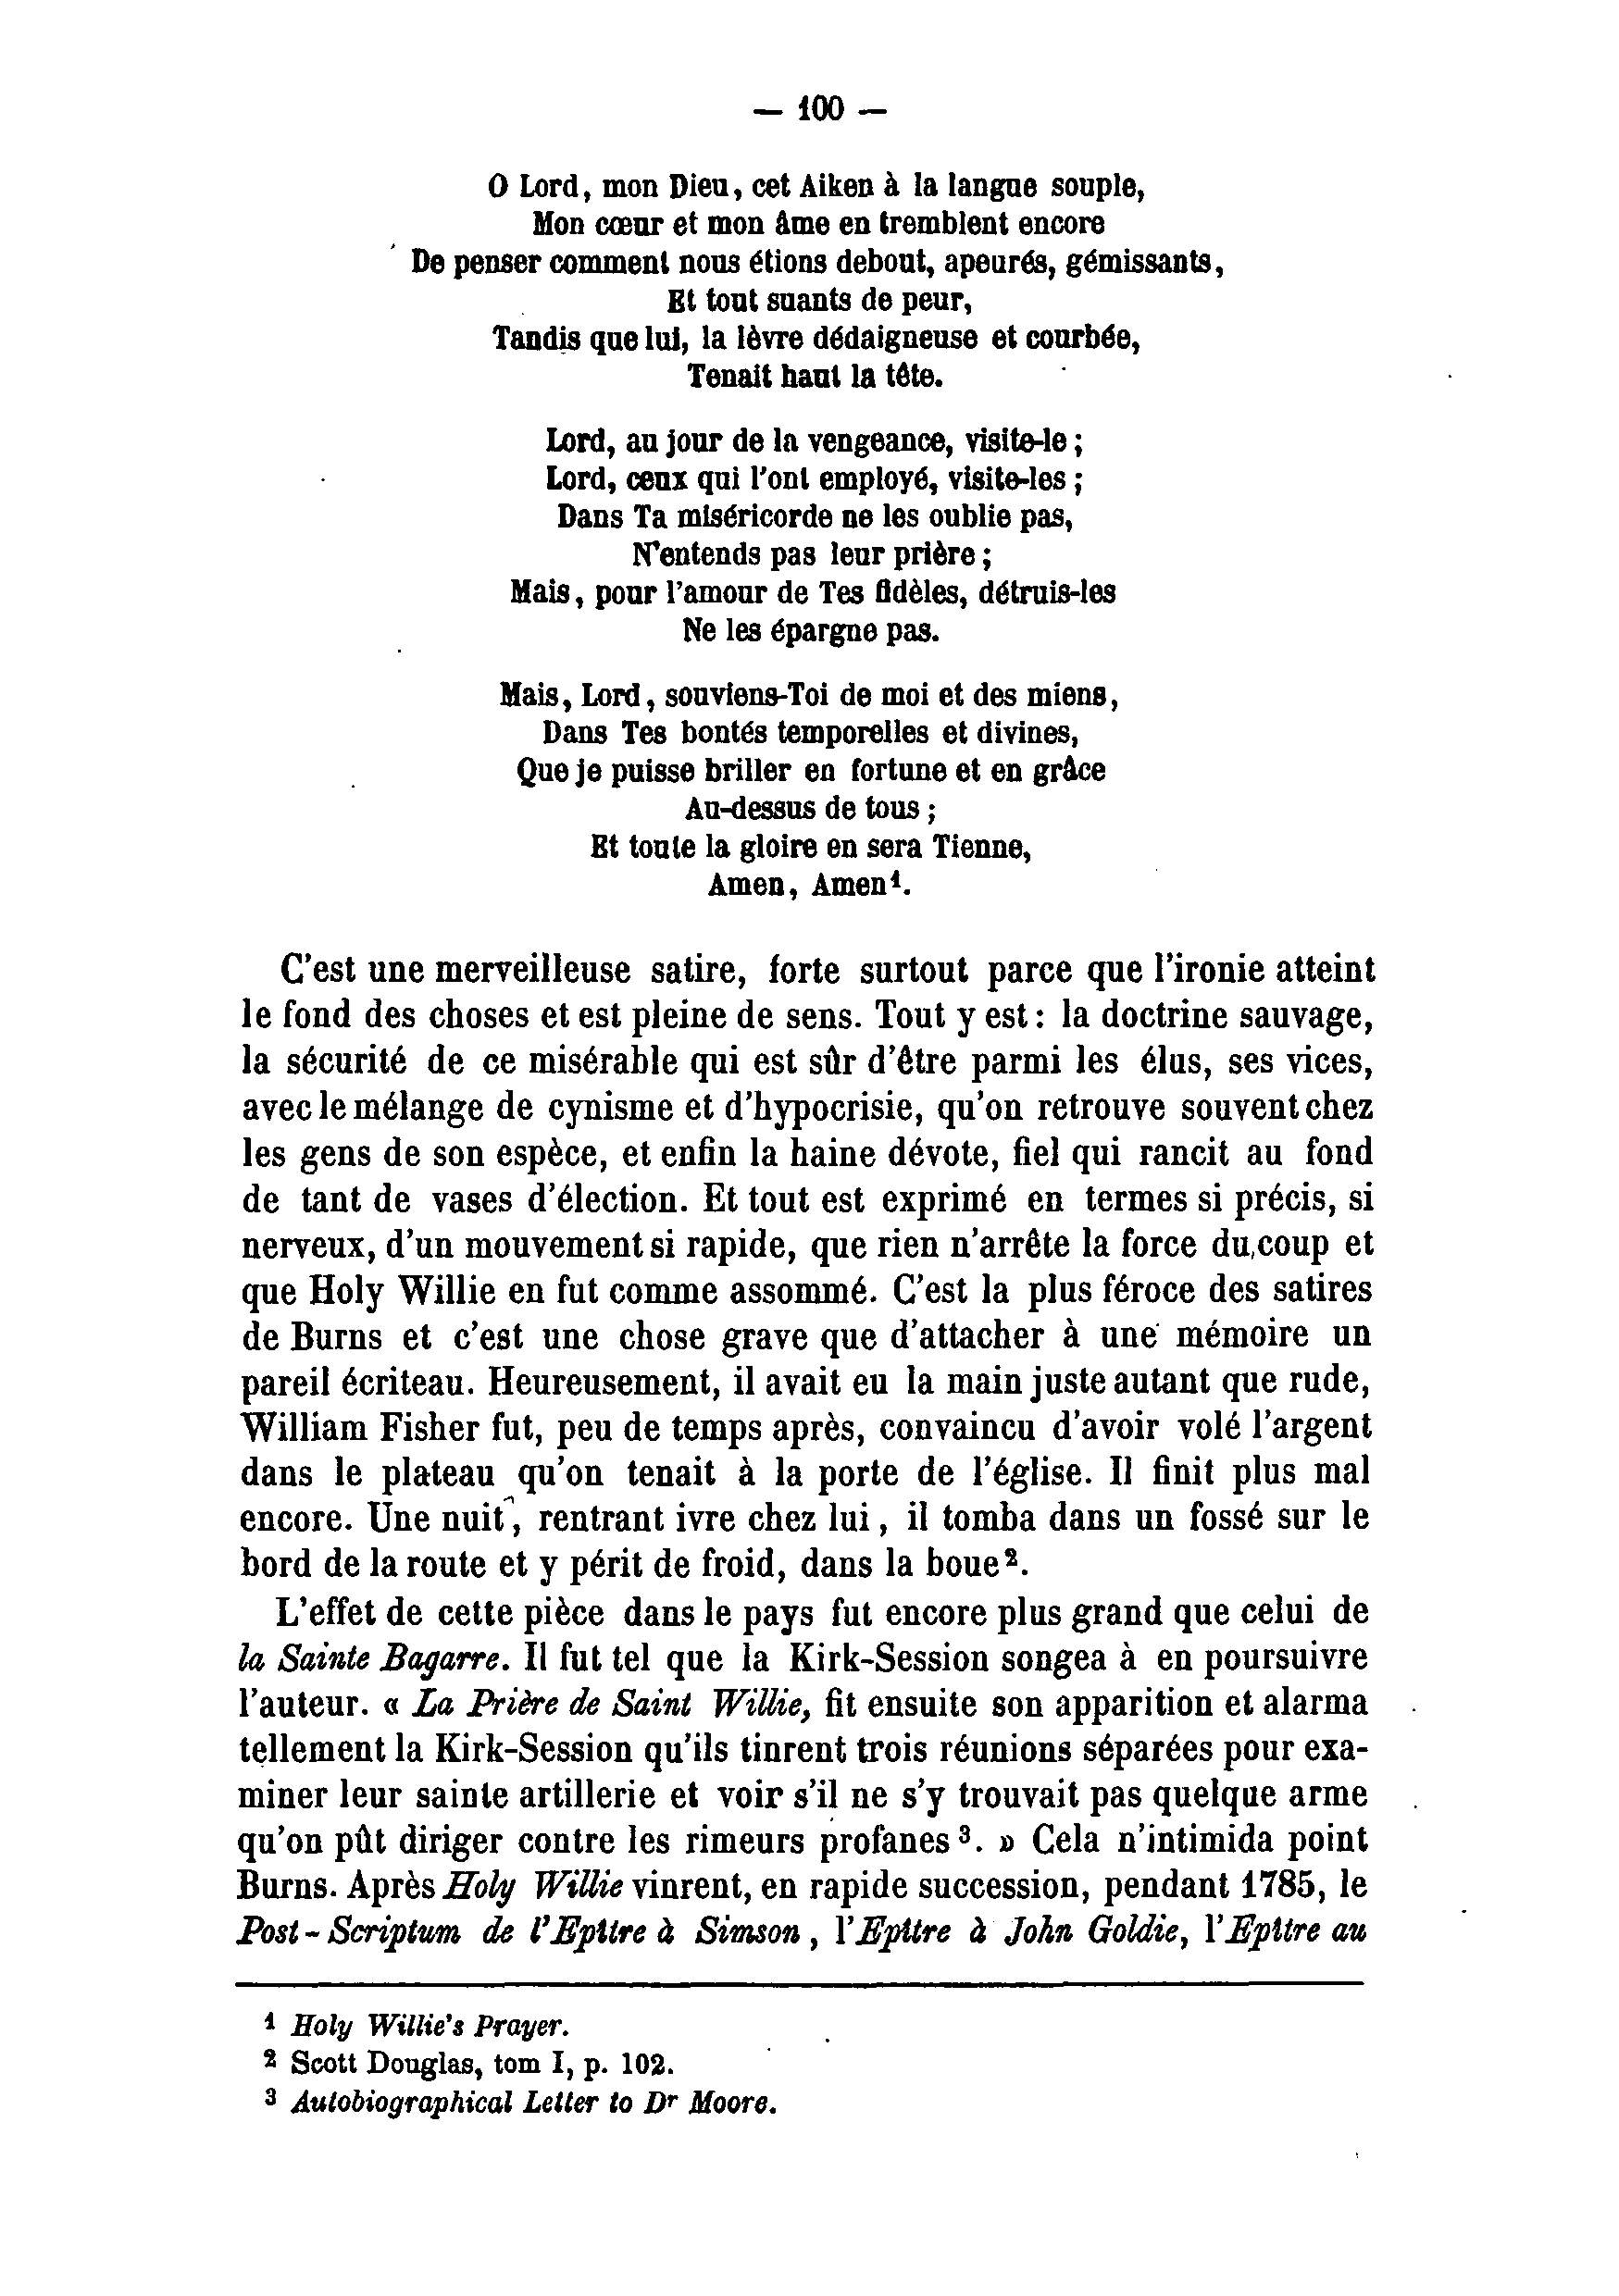 — 100 —
O Lord, mon Dieu, cet Aiken à la langue souple,
Mon cœur et mon âme en tremblent encore
De penser comment nous étions debout, apeurés, gémissants,
Et tout suants de peur,
Tandis que lui, la lèvre dédaigneuse et courbée,
Tenait haut la tête.
Lord, au jour de la vengeance, visite-le ;
Lord, ceux qui l'ont employé, visite-les ;
Dans Ta miséricorde ne les oublie pas,
N'entends pas leur prière ;
Mais, pour l'amour de Tes fidèles, détruis-les
Ne les épargne pas.
Mais, Lord, souviens-Toi de moi et des miens,
Dans Tes bontés temporelles et divines,
Que je puisse briller en fortune et en grâce
Au-dessus de tous ;
Et toute la gloire en sera Tienne,
Amen, Amen¹.
C'est une merveilleuse satire, forte surtout parce que l'ironie atteint
le fond des choses et est pleine de sens. Tout y est : la doctrine sauvage,
la sécurité de ce misérable qui est sûr d'être parmi les élus, ses vices,
avec le mélange de cynisme et d'hypocrisie, qu'on retrouve souvent chez
les gens de son espèce, et enfin la haine dévote, fiel qui rancit au fond
de tant de vases d'élection. Et tout est exprimé en termes si précis, si
nerveux, d'un mouvement si rapide, que rien n'arrête la force du coup et
que Holy Willie en fut comme assommé. C'est la plus féroce des satires
de Burns et c'est une chose grave que d'attacher à une mémoire un
pareil écriteau. Heureusement, il avait eu la main juste autant que rude,
William Fisher fut, peu de temps après, convaincu d'avoir volé l'argent
dans le plateau qu'on tenait à la porte de l'église. Il finit plus mal
encore. Une nuit, rentrant ivre chez lui, il tomba dans un fossé sur le
bord de la route et y périt de froid, dans la boue².
L'effet de cette pièce dans le pays fut encore plus grand que celui de
la Sainte Bagarre. Il fut tel que la Kirk-Session songea à en poursuivre
l'auteur. « La Prière de Saint Willie, fit ensuite son apparition et alarma
tellement la Kirk-Session qu'ils tinrent trois réunions séparées pour exa-
miner leur sainte artillerie et voir s'il ne s'y trouvait pas quelque arme
qu'on pût diriger contre les rimeurs profanes³. » Cela n'intimida point
Burns. Après Holy Willie vinrent, en rapide succession, pendant 1785, le
Post-Scriptum de l'Epître à Simson, l'Epître à John Goldie, l'Epître au
¹ Holy Willie's Prayer.
² Scott Douglas, tom I, p. 102.
³ Autobiographical Letter to Dʳ Moore.